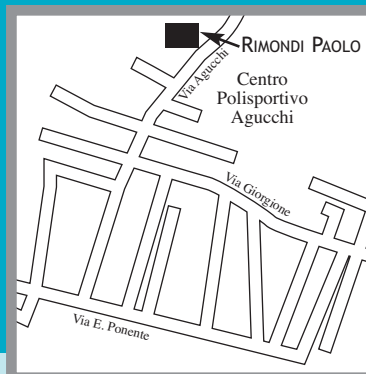 RIMONDI PAOLO
Via Agucchi
Centro
Polisportivo
Agucchi
Via Giorgione
Via E. Ponente